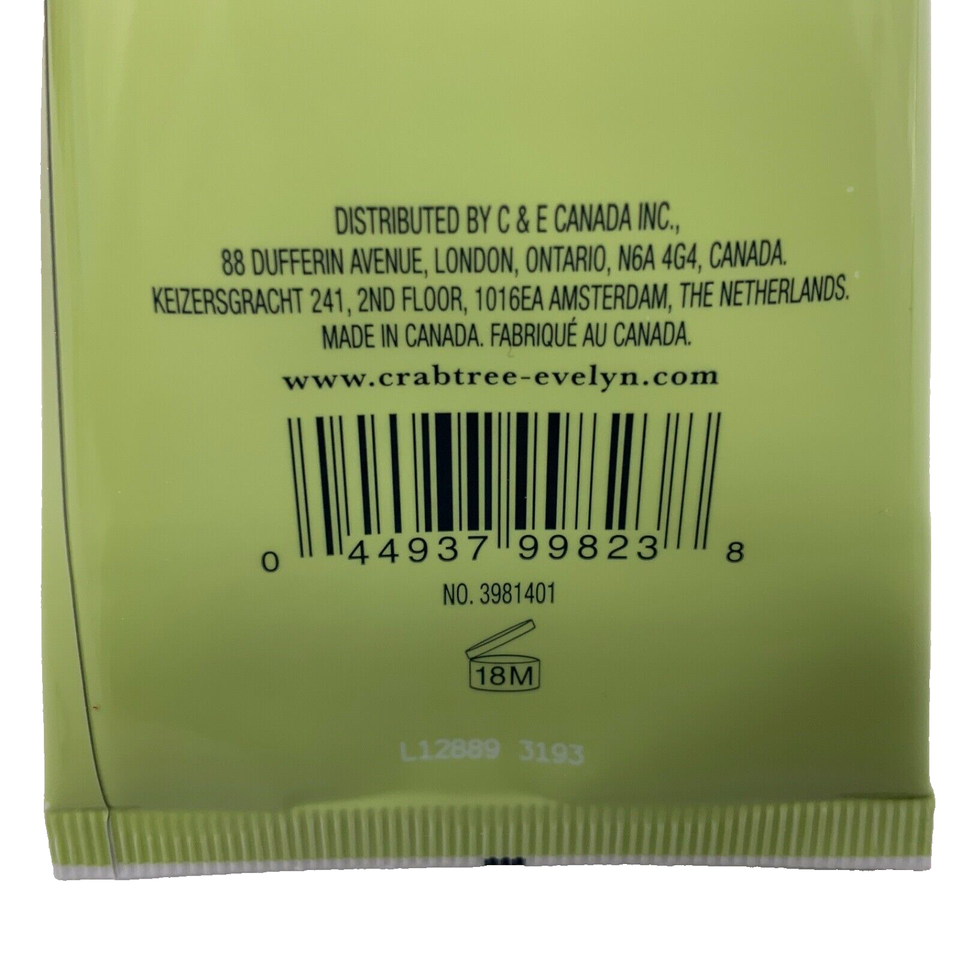 DISTRIBUTED BY C & E CANADA INC.,
88 DUFFERIN AVENUE, LONDON, ONTARIO, N6A 4G4, CANADA.
KEIZERSGRACHT 241, 2ND FLOOR, 1016EA AMSTERDAM, THE NETHERLANDS.
MADE IN CANADA. FABRIQUÉ AU CANADA.
www.crabtree-evelyn.com
0 44937 99823 8
NO. 3981401
18M
L12889 3193